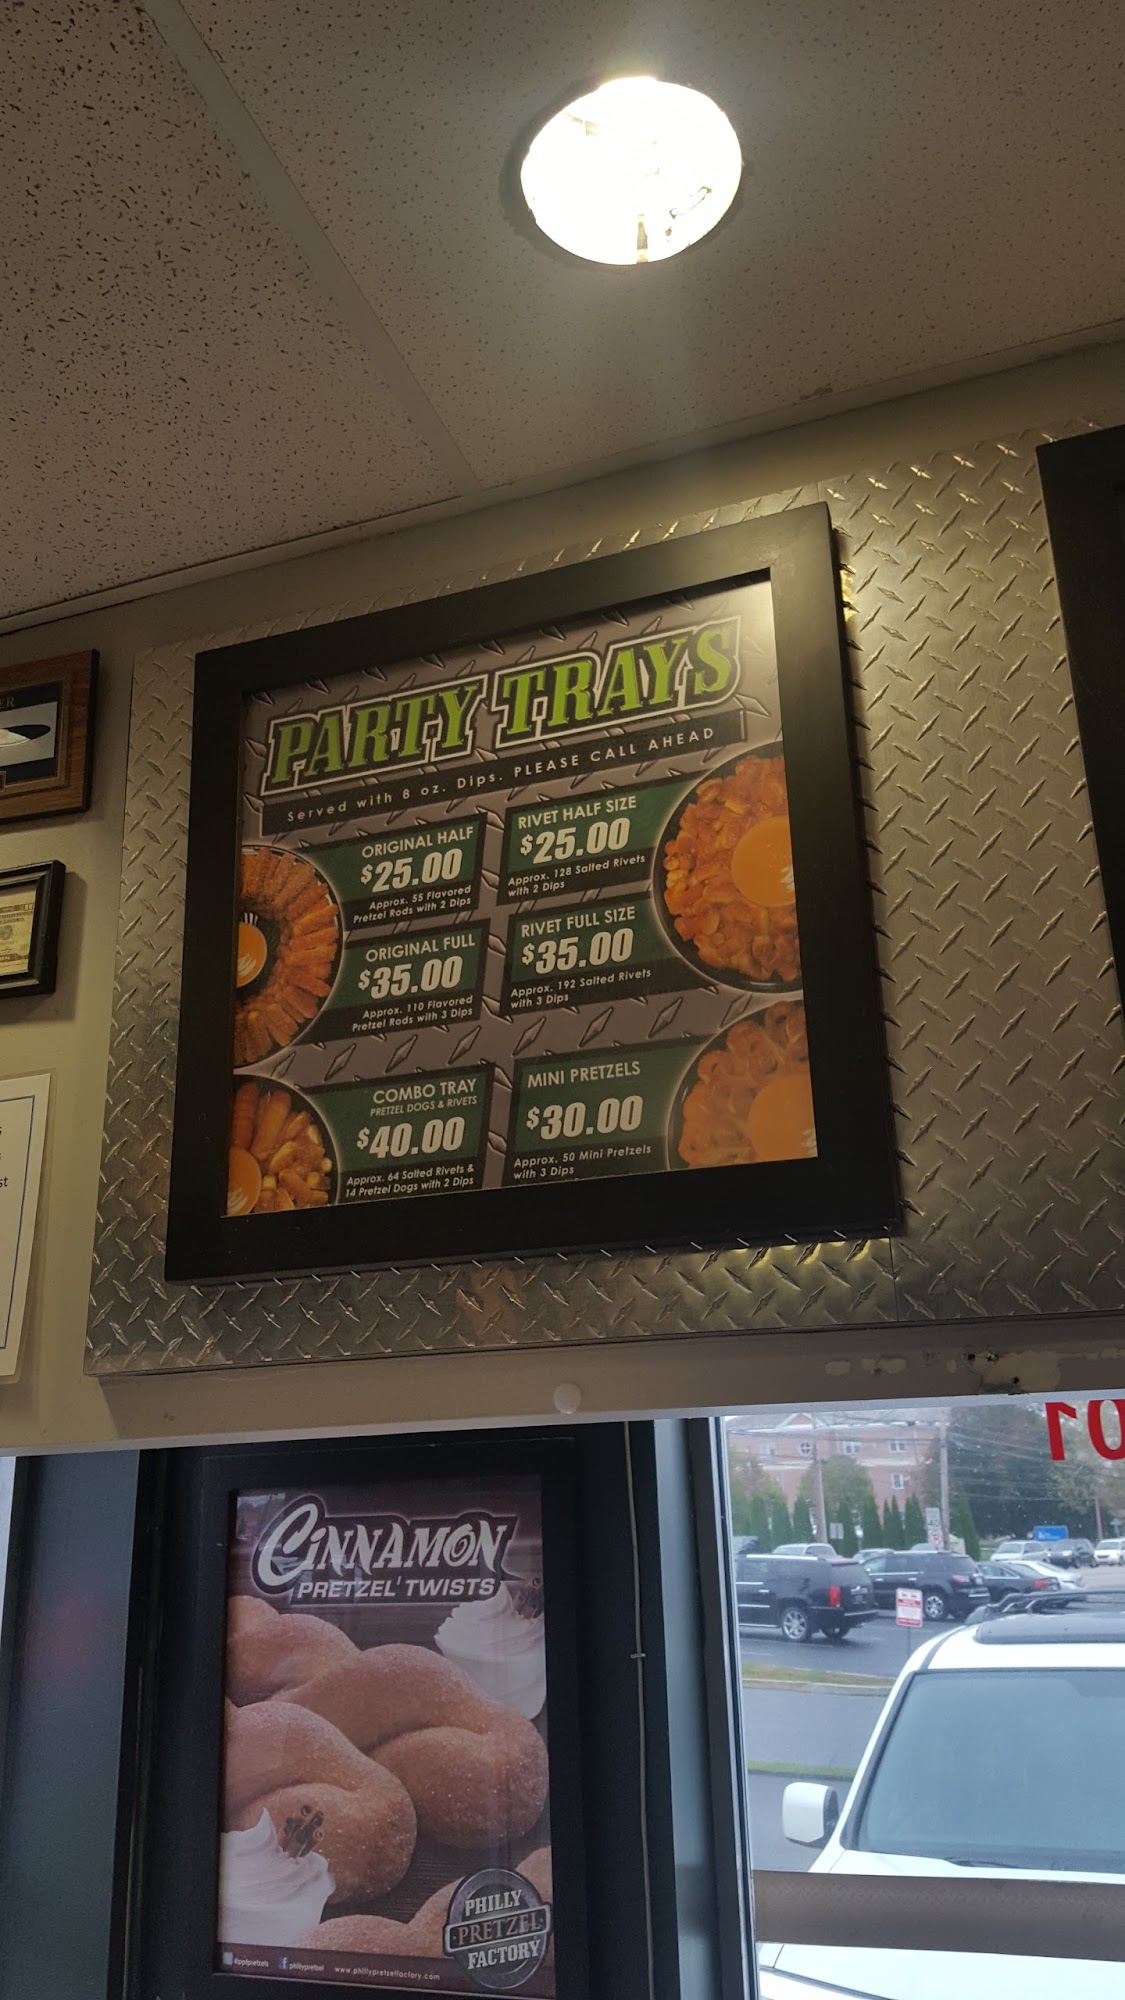 PARTY TRAYS
Served with 8 oz. Dips. PLEASE CALL AHEAD
ORIGINAL HALF
$25.00
Approx. 55 Flavored
Pretzel Rods with 2 Dips
RIVET HALF SIZE
$25.00
Approx. 128 Salted Rivets
with 2 Dips
ORIGINAL FULL
$35.00
Approx. 110 Flavored
Pretzel Rods with 3 Dips
RIVET FULL SIZE
$35.00
Approx. 192 Salted Rivets
with 3 Dips
COMBO TRAY
PRETZEL DOGS & RIVETS
$40.00
Approx. 64 Salted Rivets &
14 Pretzel Dogs with 2 Dips
MINI PRETZELS
$30.00
Approx. 50 Mini Pretzels
with 3 Dips
CINNAMON
PRETZEL TWISTS
PHILLY
PRETZEL
FACTORY
phillypretzel
www.phillypretzelfactory.com